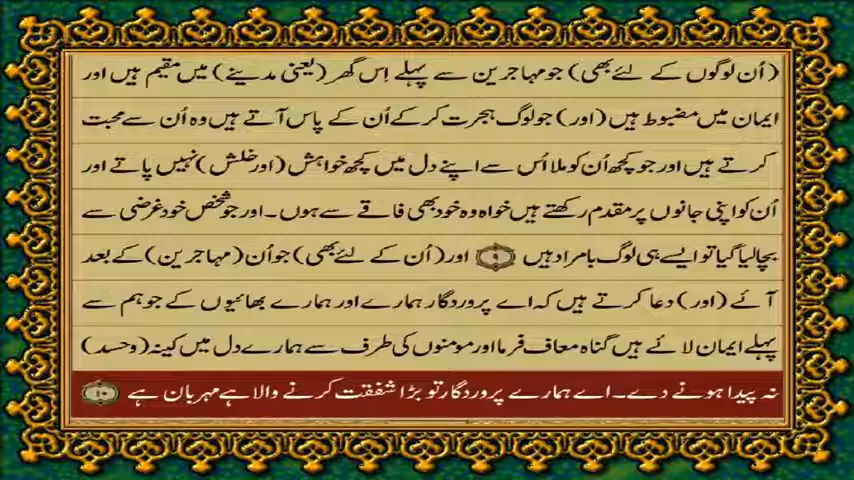 (اُن لوگوں کے لئے بھی) جو مہاجرین سے پہلے اِس گھر (یعنی مدینے) میں مقیم ہیں اور
ایمان میں مضبوط ہیں (اور) جو لوگ ہجرت کرکے اُن کے پاس آتے ہیں وہ اُن سے محبت
کرتے ہیں اور جو کچھ اُن کو ملا اُس سے اپنے دل میں کچھ خواہش (اور خلش) نہیں پاتے اور
اُن کو اپنی جانوں پر مقدم رکھتے ہیں خواہ وہ خود بھی فاقے سے ہوں۔ اور جو شخص خود غرضی سے
بچا لیا گیا تو ایسے ہی لوگ بامراد ہیں ۹ اور (اُن کے لئے بھی) جو اُن (مہاجرین) کے بعد
آئے (اور) دعا کرتے ہیں کہ اے پروردگار ہمارے اور ہمارے بھائیوں کے جو ہم سے
پہلے ایمان لائے ہیں گناہ معاف فرما اور مومنوں کی طرف سے ہمارے دل میں کینہ (وحسد)
نہ پیدا ہونے دے۔ اے ہمارے پروردگار تو بڑا شفقت کرنے والا ہے مہربان ہے ۱۰